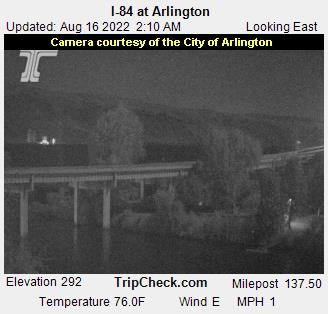 I-84 at Arlington
Updated: Aug 16 2022 2:10 AM Looking East
Camera courtesy of the City of Arlington
Elevation 292 TripCheck.com Milepost 137.50
Temperature 76.0F Wind E MPH 1